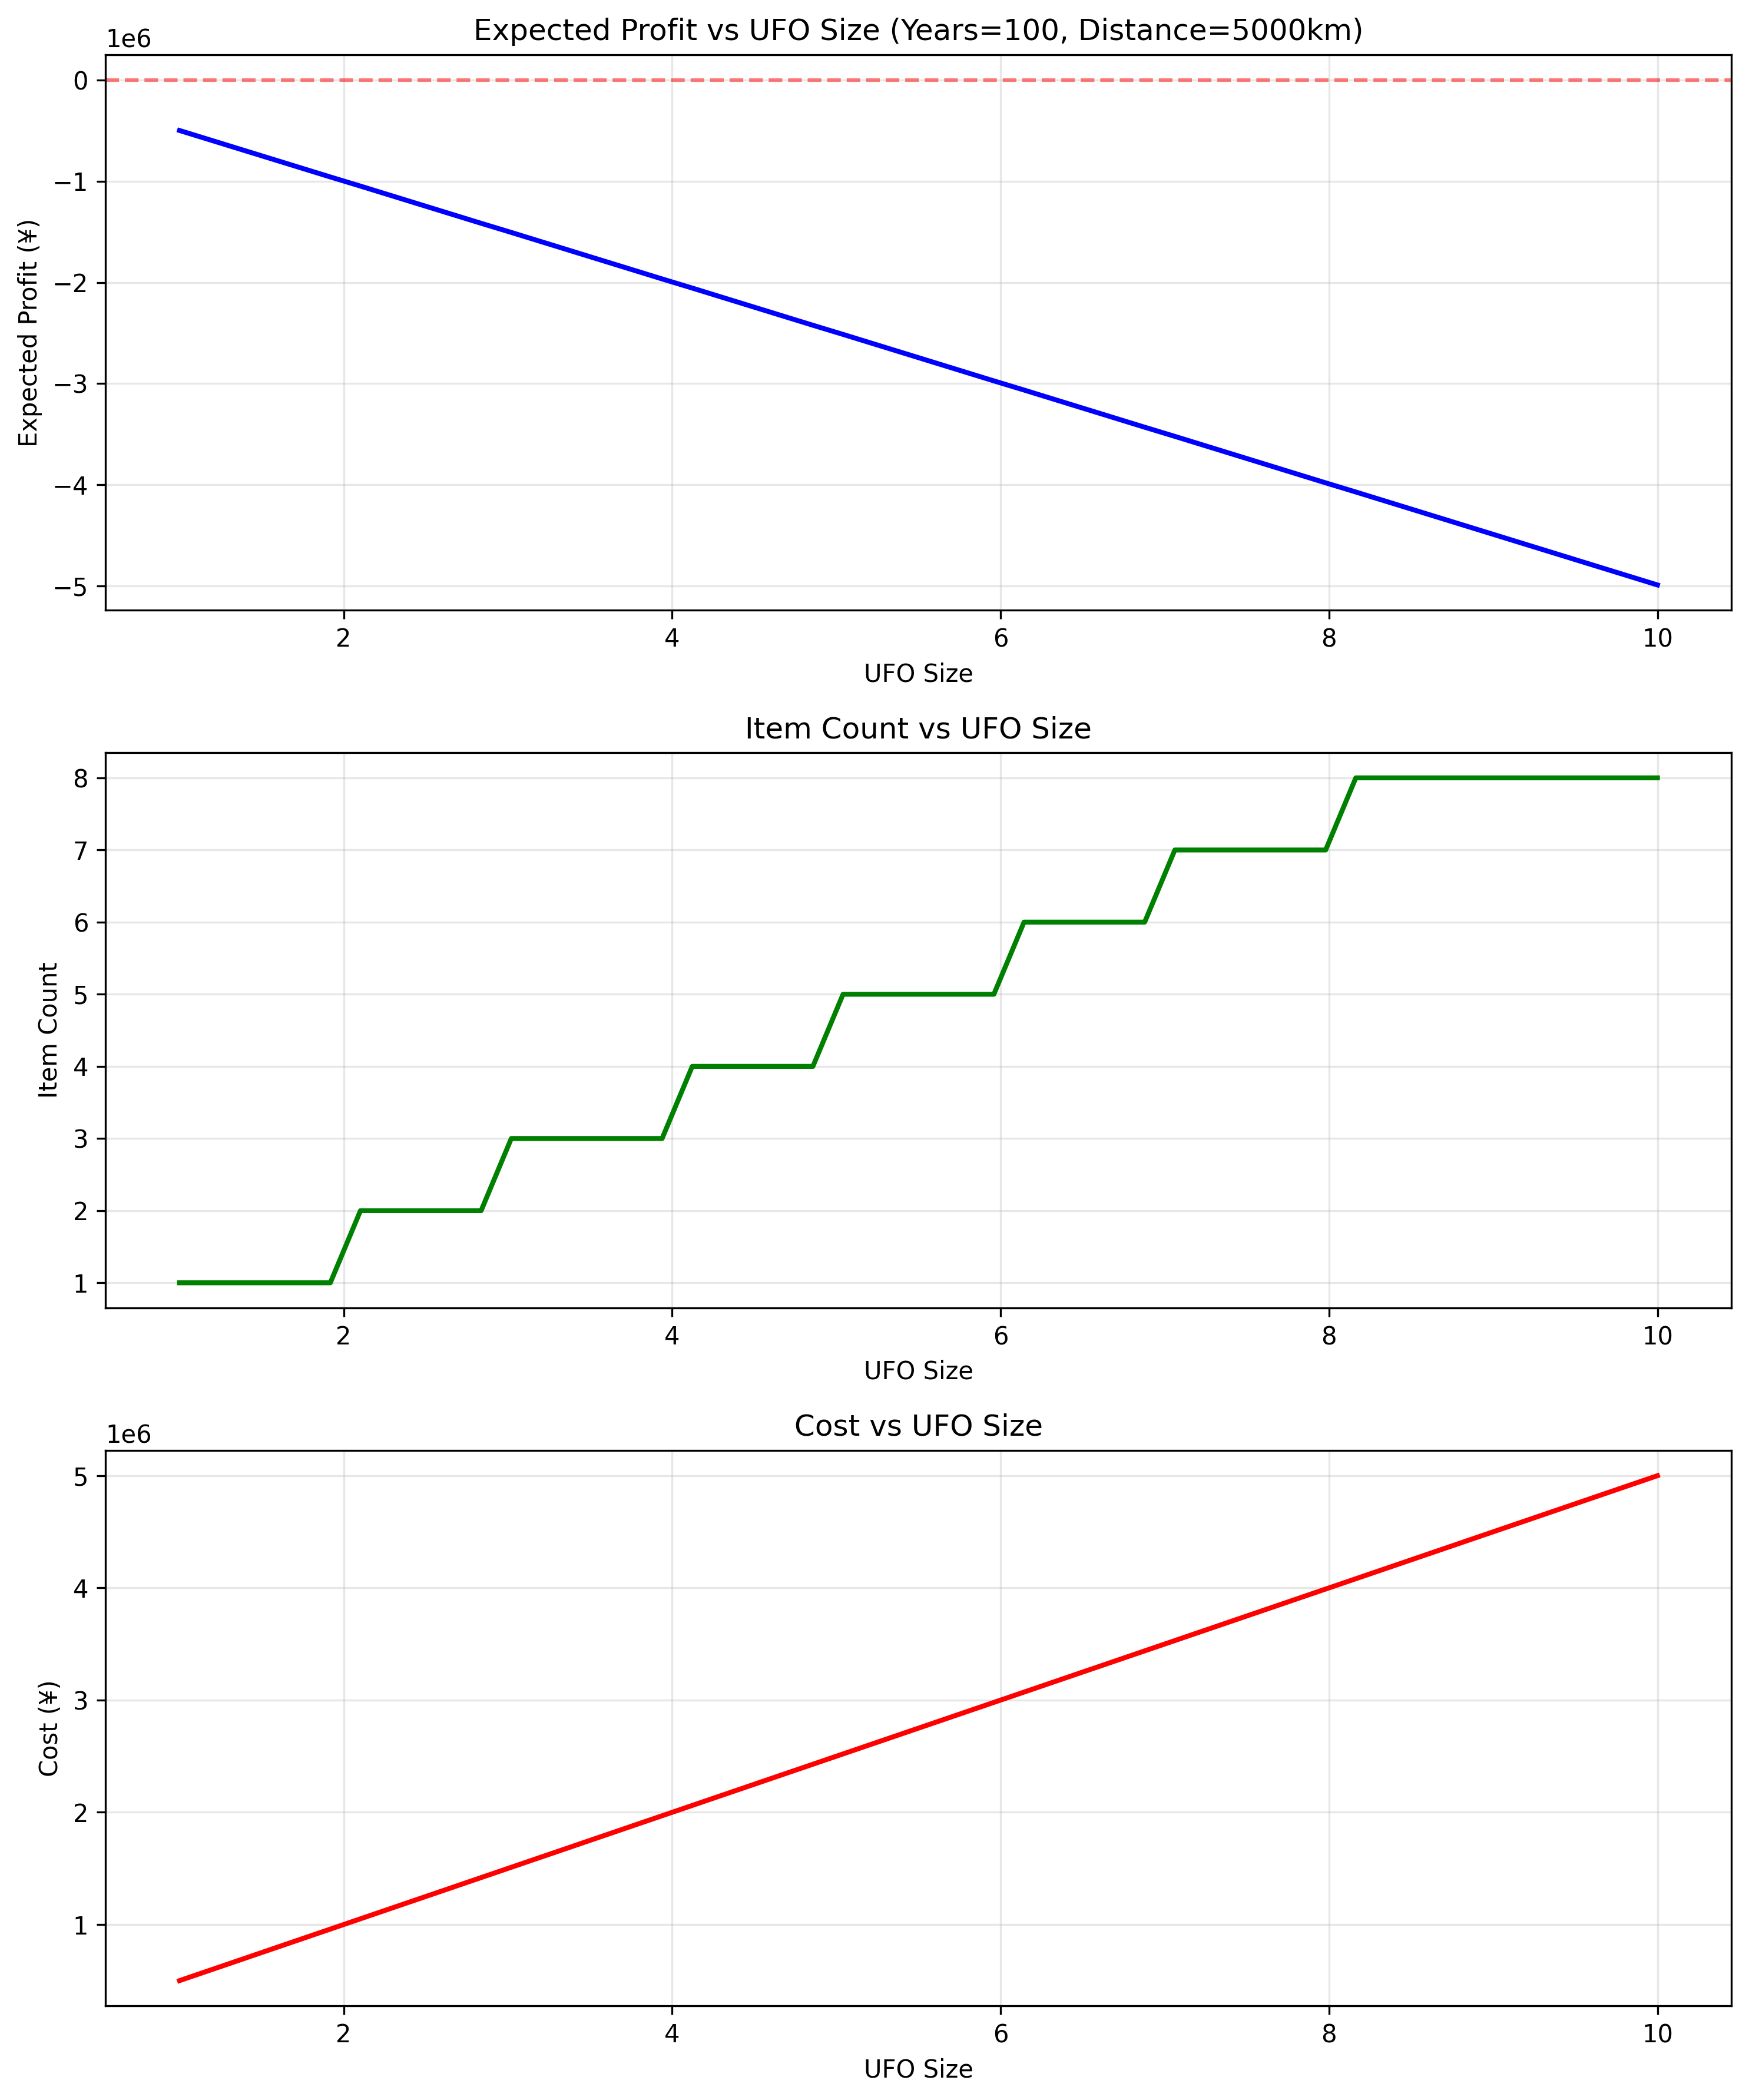 Expected Profit vs UFO Size (Years=100, Distance=5000km)
1e6
0
−1
−2
−3
−4
−5
Expected Profit (¥)
2 4 6 8 10
UFO Size
Item Count vs UFO Size
8
7
6
5
4
3
2
1
Item Count
2 4 6 8 10
UFO Size
Cost vs UFO Size
1e6
5
4
3
2
1
Cost (¥)
2 4 6 8 10
UFO Size